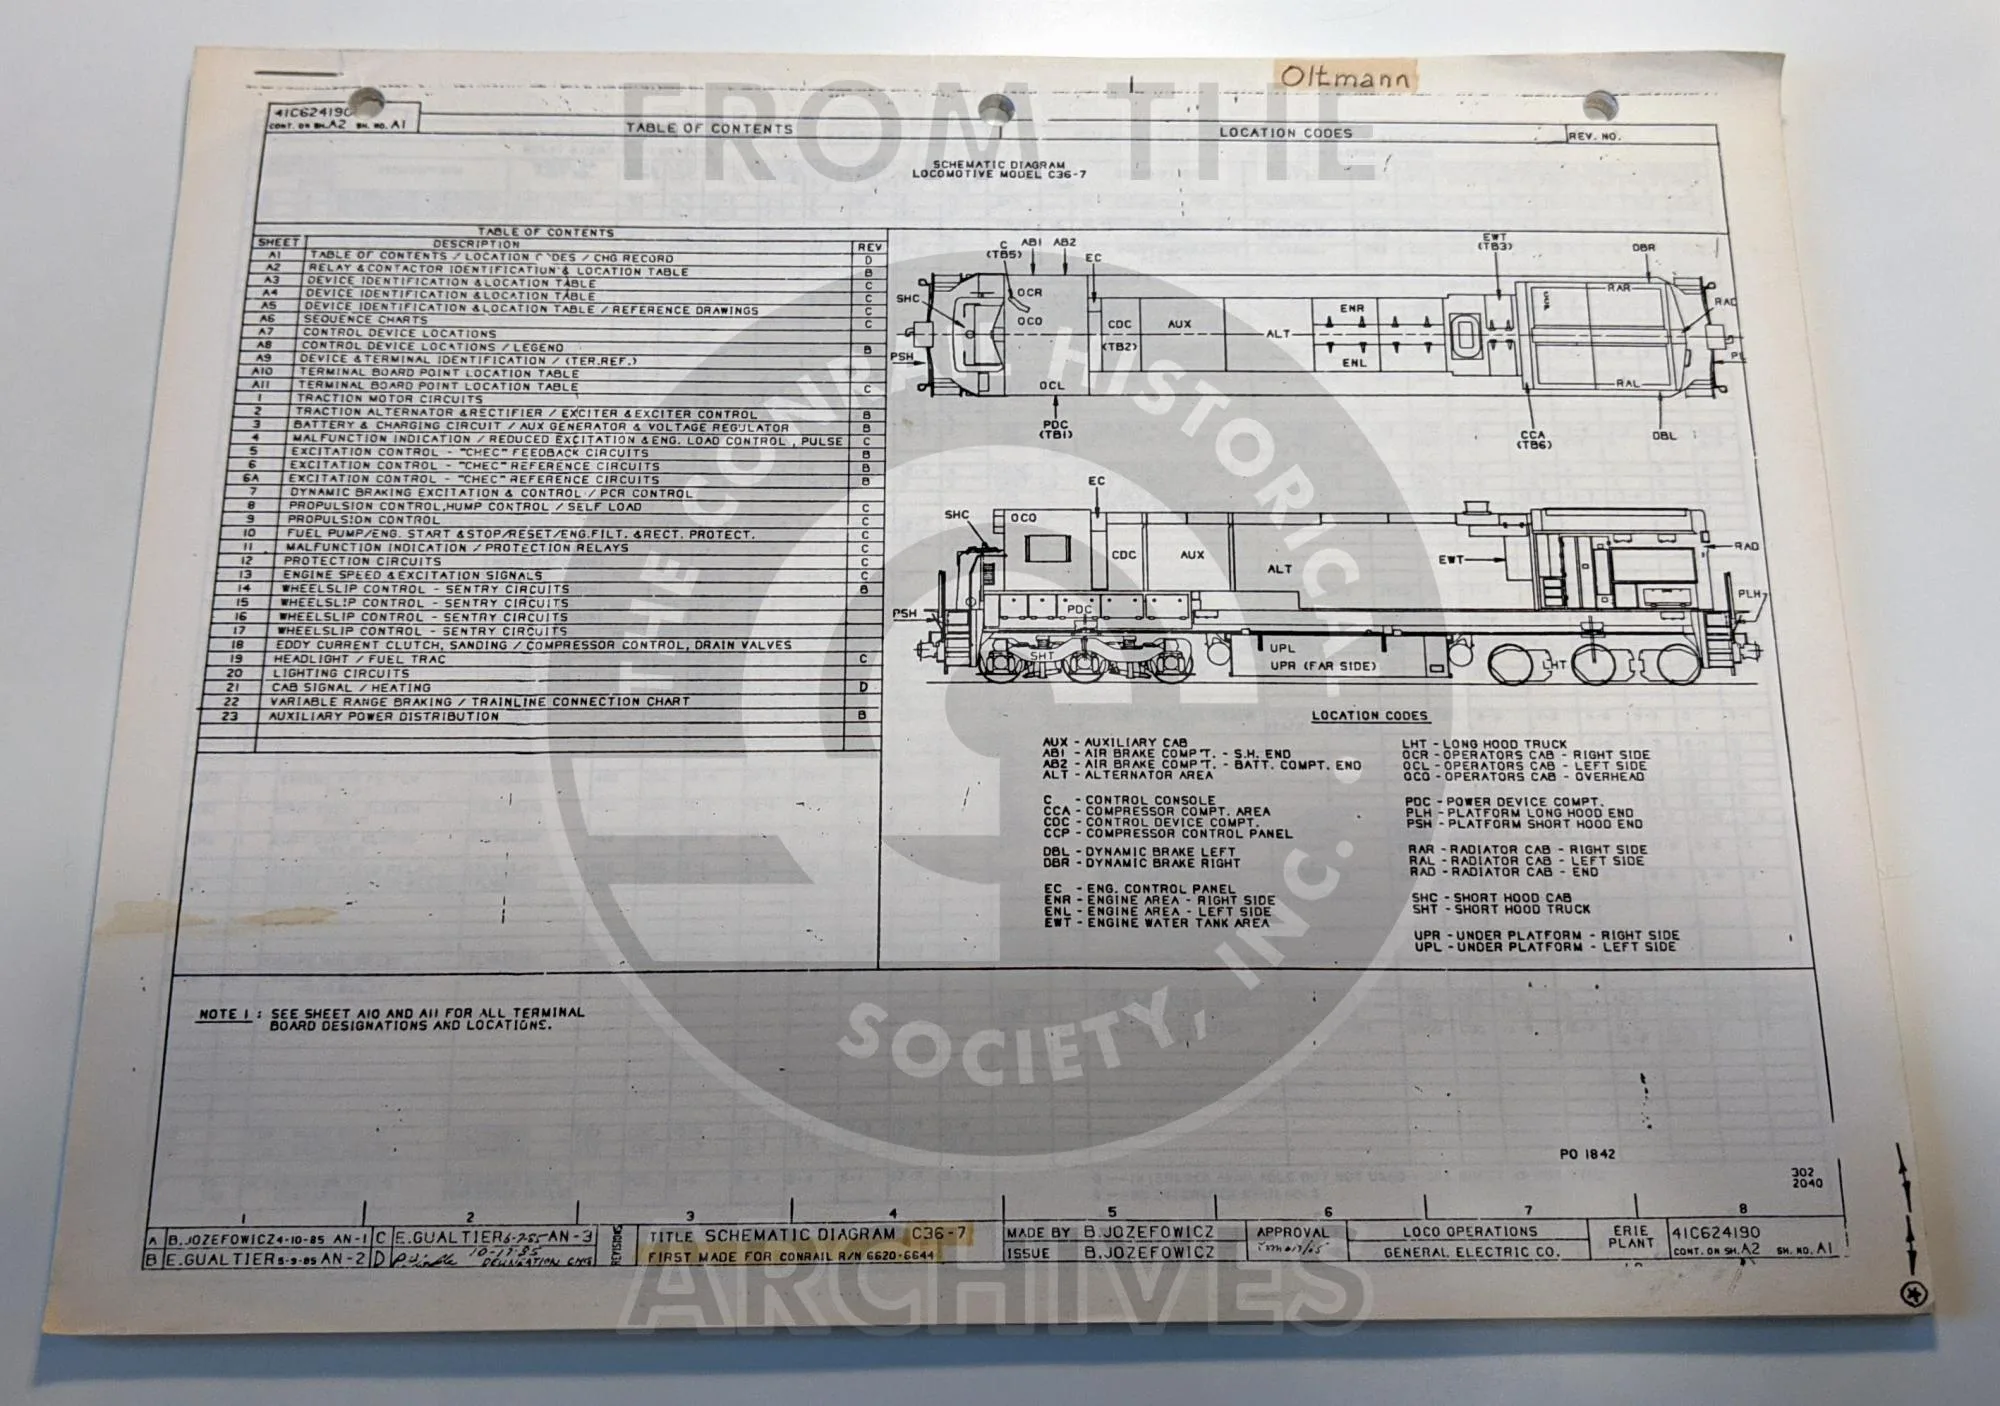 Oltmann
41C624190
CONT. ON SH. A2 SH. NO. A1
TABLE OF CONTENTS
LOCATION CODES
REV. NO.
SCHEMATIC DIAGRAM
LOCOMOTIVE MODEL C36-7
TABLE OF CONTENTS
SHEET DESCRIPTION REV
A1 TABLE OF CONTENTS / LOCATION CODES / CHG RECORD D
A2 RELAY & CONTACTOR IDENTIFICATION & LOCATION TABLE B
A3 DEVICE IDENTIFICATION & LOCATION TABLE C
A4 DEVICE IDENTIFICATION & LOCATION TABLE C
A5 DEVICE IDENTIFICATION & LOCATION TABLE / REFERENCE DRAWINGS C
A6 SEQUENCE CHARTS C
A7 CONTROL DEVICE LOCATIONS
A8 CONTROL DEVICE LOCATIONS / LEGEND B
A9 DEVICE & TERMINAL IDENTIFICATION / (TER.REF.)
A10 TERMINAL BOARD POINT LOCATION TABLE
A11 TERMINAL BOARD POINT LOCATION TABLE C
1 TRACTION MOTOR CIRCUITS
2 TRACTION ALTERNATOR & RECTIFIER / EXCITER & EXCITER CONTROL B
3 BATTERY & CHARGING CIRCUIT / AUX GENERATOR & VOLTAGE REGULATOR B
4 MALFUNCTION INDICATION / REDUCED EXCITATION & ENG. LOAD CONTROL , PULSE C
5 EXCITATION CONTROL - "CHEC" FEEDBACK CIRCUITS B
6 EXCITATION CONTROL - "CHEC" REFERENCE CIRCUITS B
6A EXCITATION CONTROL - "CHEC" REFERENCE CIRCUITS B
7 DYNAMIC BRAKING EXCITATION & CONTROL / PCR CONTROL
8 PROPULSION CONTROL,HUMP CONTROL / SELF LOAD C
9 PROPULSION CONTROL C
10 FUEL PUMP/ENG. START & STOP/RESET/ENG.FILT. & RECT. PROTECT. C
11 MALFUNCTION INDICATION / PROTECTION RELAYS C
12 PROTECTION CIRCUITS C
13 ENGINE SPEED & EXCITATION SIGNALS C
14 WHEELSLIP CONTROL - SENTRY CIRCUITS B
15 WHEELSLIP CONTROL - SENTRY CIRCUITS
16 WHEELSLIP CONTROL - SENTRY CIRCUITS
17 WHEELSLIP CONTROL - SENTRY CIRCUITS
18 EDDY CURRENT CLUTCH, SANDING / COMPRESSOR CONTROL, DRAIN VALVES
19 HEADLIGHT / FUEL TRAC C
20 LIGHTING CIRCUITS
21 CAB SIGNAL / HEATING D
22 VARIABLE RANGE BRAKING / TRAINLINE CONNECTION CHART
23 AUXILIARY POWER DISTRIBUTION B
C (TB5) AB1 AB2 EC EWT (TB3) DBR
SHC OCR OCO CDC (TB2) AUX ALT ENR ENL CCP RAR RAD
PSH OCL RAL PL
PDC (TB1) CCA (TB6) DBL
EC
SHC OCO CDC AUX ALT EWT RAD
PSH PDC PLH
SHT UPL LHT
UPR (FAR SIDE)
LOCATION CODES
AUX - AUXILIARY CAB
AB1 - AIR BRAKE COMP'T. - S.H. END
AB2 - AIR BRAKE COMP'T. - BATT. COMPT. END
ALT - ALTERNATOR AREA
C - CONTROL CONSOLE
CCA - COMPRESSOR COMPT. AREA
CDC - CONTROL DEVICE COMPT.
CCP - COMPRESSOR CONTROL PANEL
DBL - DYNAMIC BRAKE LEFT
DBR - DYNAMIC BRAKE RIGHT
EC - ENG. CONTROL PANEL
ENR - ENGINE AREA - RIGHT SIDE
ENL - ENGINE AREA - LEFT SIDE
EWT - ENGINE WATER TANK AREA
LHT - LONG HOOD TRUCK
OCR - OPERATORS CAB - RIGHT SIDE
OCL - OPERATORS CAB - LEFT SIDE
OCO - OPERATORS CAB - OVERHEAD
PDC - POWER DEVICE COMPT.
PLH - PLATFORM LONG HOOD END
PSH - PLATFORM SHORT HOOD END
RAR - RADIATOR CAB - RIGHT SIDE
RAL - RADIATOR CAB - LEFT SIDE
RAD - RADIATOR CAB - END
SHC - SHORT HOOD CAB
SHT - SHORT HOOD TRUCK
UPR - UNDER PLATFORM - RIGHT SIDE
UPL - UNDER PLATFORM - LEFT SIDE
NOTE 1 : SEE SHEET A10 AND A11 FOR ALL TERMINAL
BOARD DESIGNATIONS AND LOCATIONS.
PO 1842
302
2040
1 2 3 4 5 6 7 8
A B.JOZEFOWICZ 4-10-85 AN-1 C E.GUALTIER 6-7-85 AN-3
B E.GUALTIER 5-9-85 AN-2 D 10-17-85
REVISIONS
TITLE SCHEMATIC DIAGRAM C36-7
FIRST MADE FOR CONRAIL R/N 6620-6644
MADE BY B.JOZEFOWICZ
ISSUE B.JOZEFOWICZ
APPROVAL
LOCO OPERATIONS
GENERAL ELECTRIC CO.
ERIE
PLANT
41C624190
CONT. ON SH. A2 SH. NO. A1
FROM THE
THE CONRAIL HISTORICAL SOCIETY, INC.
ARCHIVES